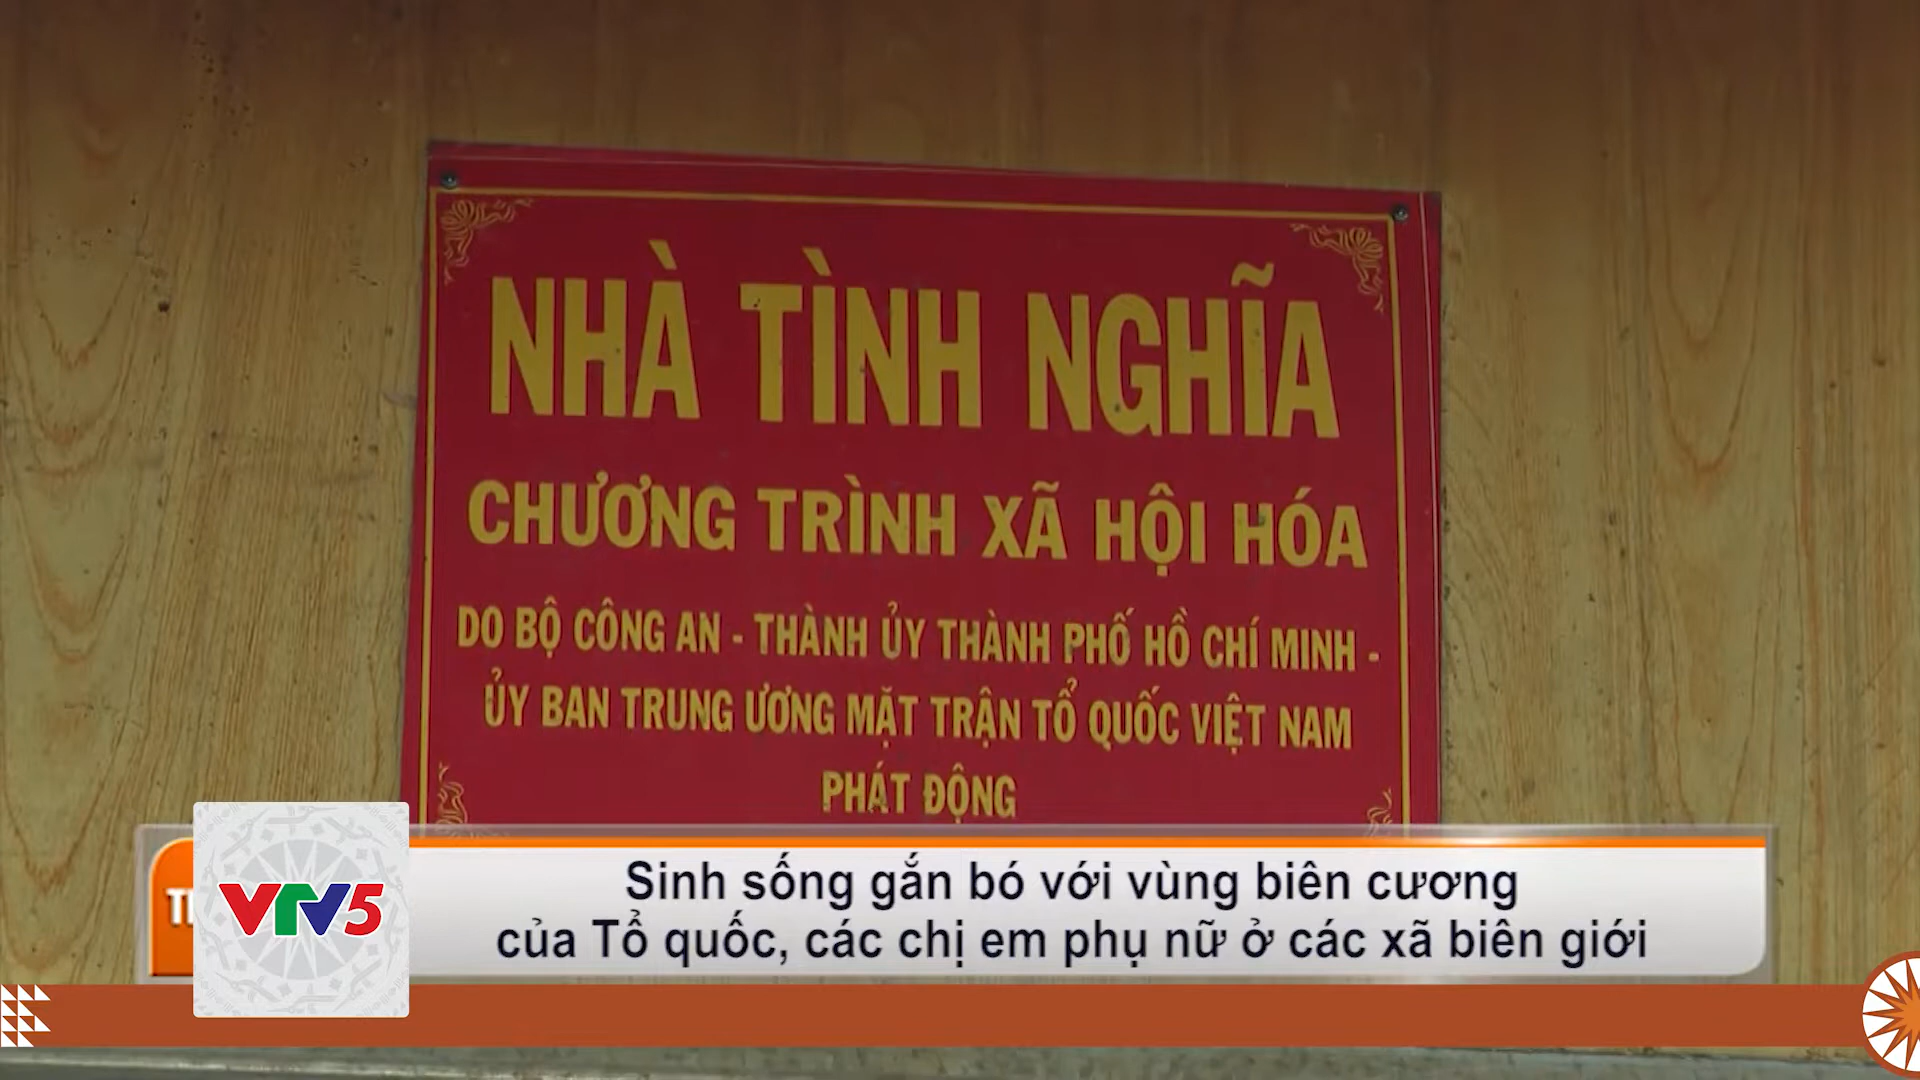 NHÀ TÌNH NGHĨA
CHƯƠNG TRÌNH XÃ HỘI HÓA
DO BỘ CÔNG AN - THÀNH ỦY THÀNH PHỐ HỒ CHÍ MINH -
ỦY BAN TRUNG ƯƠNG MẶT TRẬN TỔ QUỐC VIỆT NAM
PHÁT ĐỘNG
VTV5
Sinh sống gắn bó với vùng biên cương
của Tổ quốc, các chị em phụ nữ ở các xã biên giới